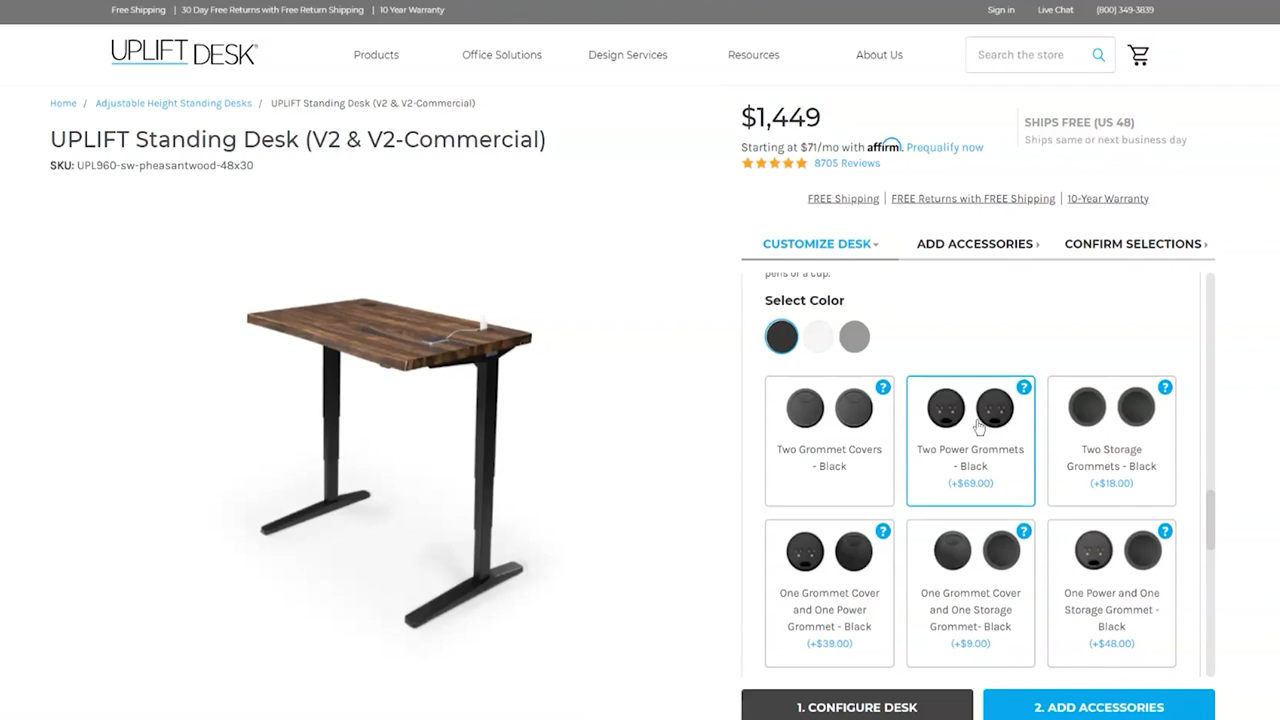 Free Shipping | 30 Day Free Returns with Free Return Shipping | 10 Year Warranty
Sign in Live Chat (800) 349-3839
UPLIFT DESK®
Products Office Solutions Design Services Resources About Us
Search the store
Home / Adjustable Height Standing Desks / UPLIFT Standing Desk (V2 & V2-Commercial)
UPLIFT Standing Desk (V2 & V2-Commercial)
SKU: UPL960-sw-pheasantwood-48x30
$1,449
Starting at $71/mo with affirm. Prequalify now
8705 Reviews
SHIPS FREE (US 48)
Ships same or next business day
FREE Shipping | FREE Returns with FREE Shipping | 10-Year Warranty
CUSTOMIZE DESK ADD ACCESSORIES CONFIRM SELECTIONS
pens or a cup.
Select Color
?
Two Grommet Covers
- Black
?
Two Power Grommets
- Black
(+$69.00)
?
Two Storage
Grommets - Black
(+$18.00)
?
One Grommet Cover
and One Power
Grommet - Black
(+$39.00)
?
One Grommet Cover
and One Storage
Grommet- Black
(+$9.00)
?
One Power and One
Storage Grommet -
Black
(+$48.00)
1. CONFIGURE DESK
2. ADD ACCESSORIES